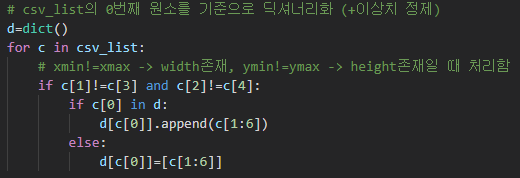 # csv_list의 0번째 원소를 기준으로 딕셔너리화 (+이상치 정제)
d=dict()
for c in csv_list:
    # xmin!=xmax -> width존재, ymin!=ymax -> height존재일 때 처리함
    if c[1]!=c[3] and c[2]!=c[4]:
        if c[0] in d:
            d[c[0]].append(c[1:6])
        else:
            d[c[0]]=[c[1:6]]